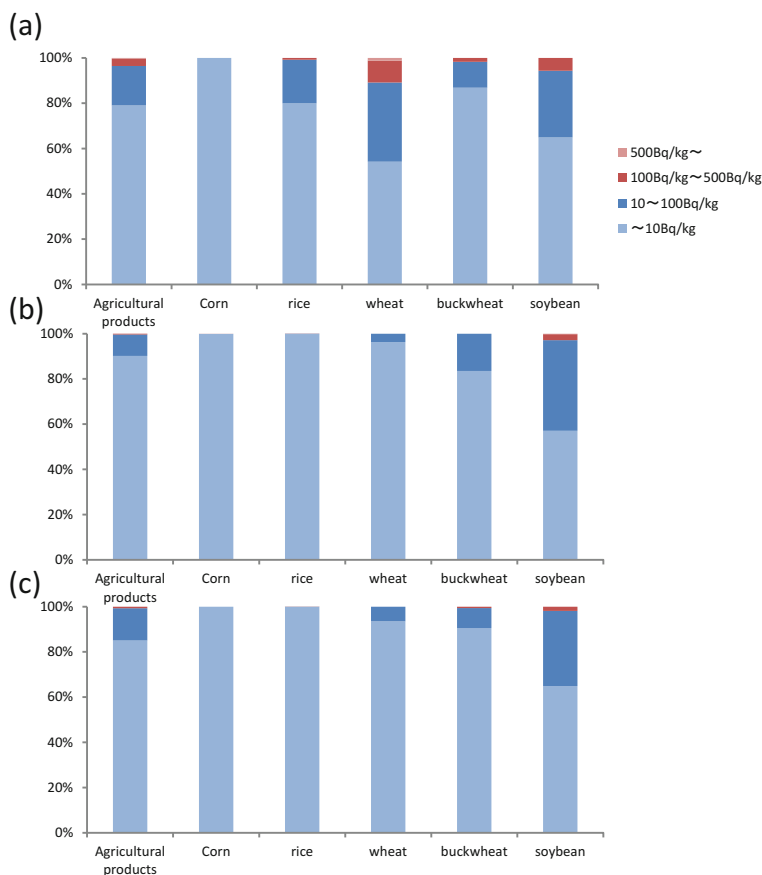 (a)
100%
80%
60%
40%
20%
0%
500Bq/kg～
100Bq/kg～500Bq/kg
10～100Bq/kg
～10Bq/kg
Agricultural products
Corn
rice
wheat
buckwheat
soybean
(b)
100%
80%
60%
40%
20%
0%
Agricultural products
Corn
rice
wheat
buckwheat
soybean
(c)
100%
80%
60%
40%
20%
0%
Agricultural products
Corn
rice
wheat
buckwheat
soybean